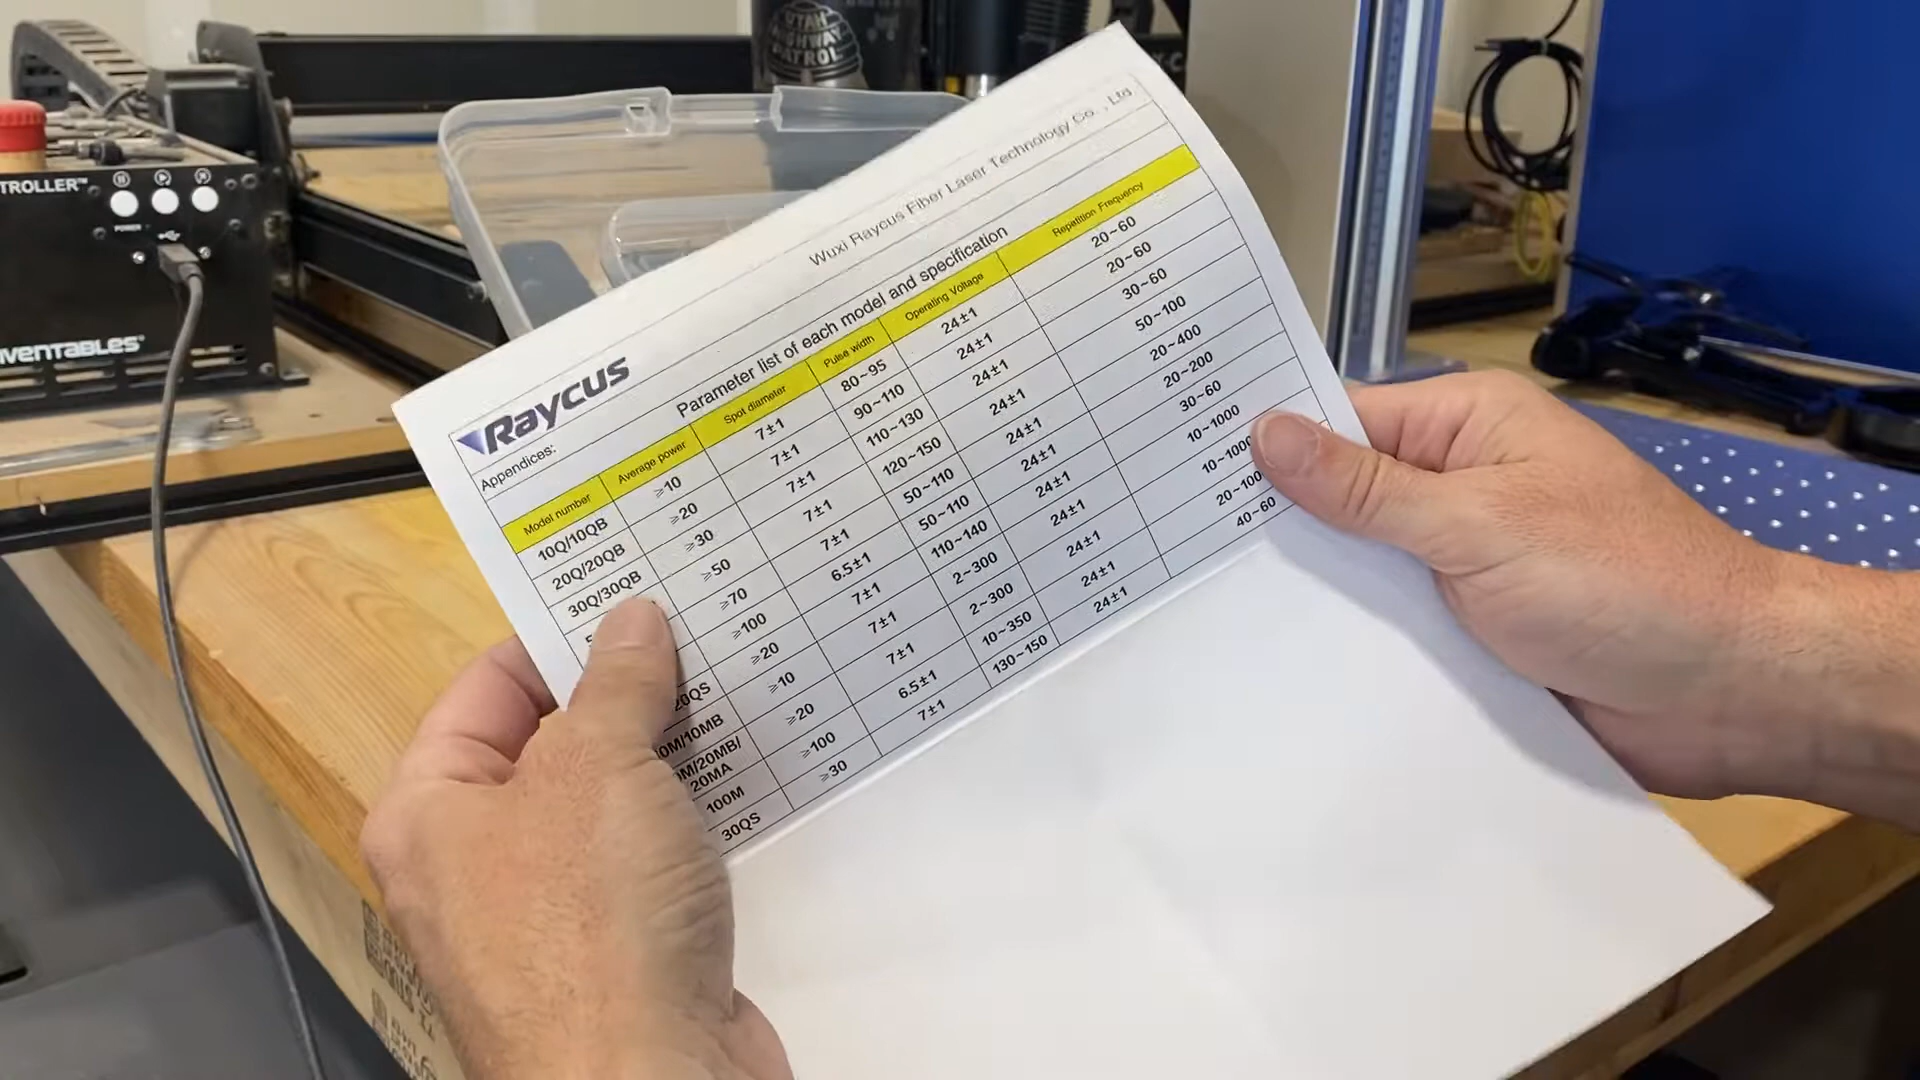 UTAH
HIGHWAY
PATROL
TROLLER™
POWER
NVENTABLES®
Wuxi Raycus Fiber Laser Technology Co. , Ltd.
Raycus
Parameter list of each model and specification
Appendices:
Model number Average power Spot diameter Pulse width Operating Voltage Repetition Frequency
10Q/10QB ≥10 7±1 80~95 24±1 20~60
20Q/20QB ≥20 7±1 90~110 24±1 20~60
30Q/30QB ≥30 7±1 110~130 24±1 30~60
≥50 7±1 120~150 24±1 50~100
≥70 7±1 50~110 24±1 20~400
≥100 6.5±1 50~110 24±1 20~200
20QS ≥20 7±1 110~140 24±1 30~60
0M/10MB ≥10 7±1 2~300 24±1 10~1000
0M/20MB/
20MA ≥20 7±1 2~300 24±1 10~1000
100M ≥100 6.5±1 10~350 24±1
30QS ≥30 7±1 130~150 24±1 40~60